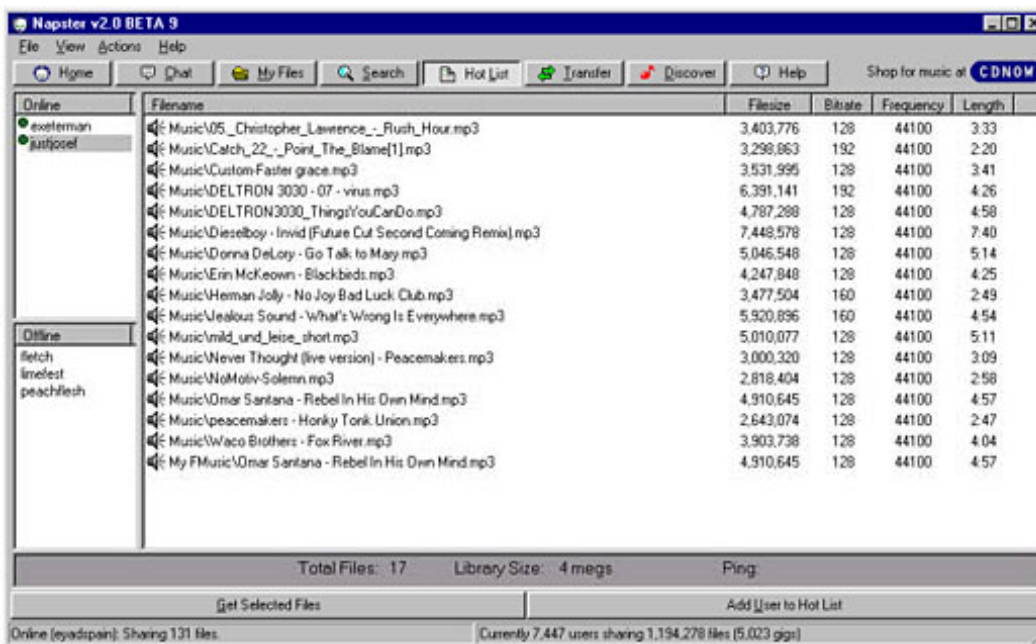 Napster v2.0 BETA 9
File View Actions Help
Home Chat My Files Search Hot List Transfer Discover Help Shop for music at CDNOW
Online
exeterman
justjosef
Offline
fletch
limefest
peachflesh
Filename Filesize Bitrate Frequency Length
Music\05_Christopher_Lawrence_-_Rush_Hour.mp3 3,403,776 128 44100 3:33
Music\Catch_22_-_Point_The_Blame[1].mp3 3,298,863 192 44100 2:20
Music\Custom-Faster grace.mp3 3,531,995 128 44100 3:41
Music\DELTRON 3030 - 07 - virus.mp3 6,391,141 192 44100 4:26
Music\DELTRON3030_ThingsYouCanDo.mp3 4,787,288 128 44100 4:58
Music\Dieselboy - Invid (Future Cut Second Coming Remix).mp3 7,448,578 128 44100 7:40
Music\Donna DeLory - Go Talk to Mary.mp3 5,046,548 128 44100 5:14
Music\Erin McKeown - Blackbirds.mp3 4,247,848 128 44100 4:25
Music\Herman Jolly - No Joy Bad Luck Club.mp3 3,477,504 160 44100 2:49
Music\Jealous Sound - What's Wrong Is Everywhere.mp3 5,920,896 160 44100 4:54
Music\mild_und_leise_short.mp3 5,010,077 128 44100 5:11
Music\Never Thought (live version) - Peacemakers.mp3 3,000,320 128 44100 3:09
Music\NoMotiv-Solemn.mp3 2,818,404 128 44100 2:58
Music\Omar Santana - Rebel In His Own Mind.mp3 4,910,645 128 44100 4:57
Music\peacemakers - Honky Tonk Union.mp3 2,643,074 128 44100 2:47
Music\Waco Brothers - Fox River.mp3 3,903,738 128 44100 4:04
My FMusic\Omar Santana - Rebel In His Own Mind.mp3 4,910,645 128 44100 4:57
Total Files: 17 Library Size: 4 megs Ping:
Get Selected Files Add User to Hot List
Online (eyadspain): Sharing 131 files. Currently 7,447 users sharing 1,194,278 files (5,023 gigs)